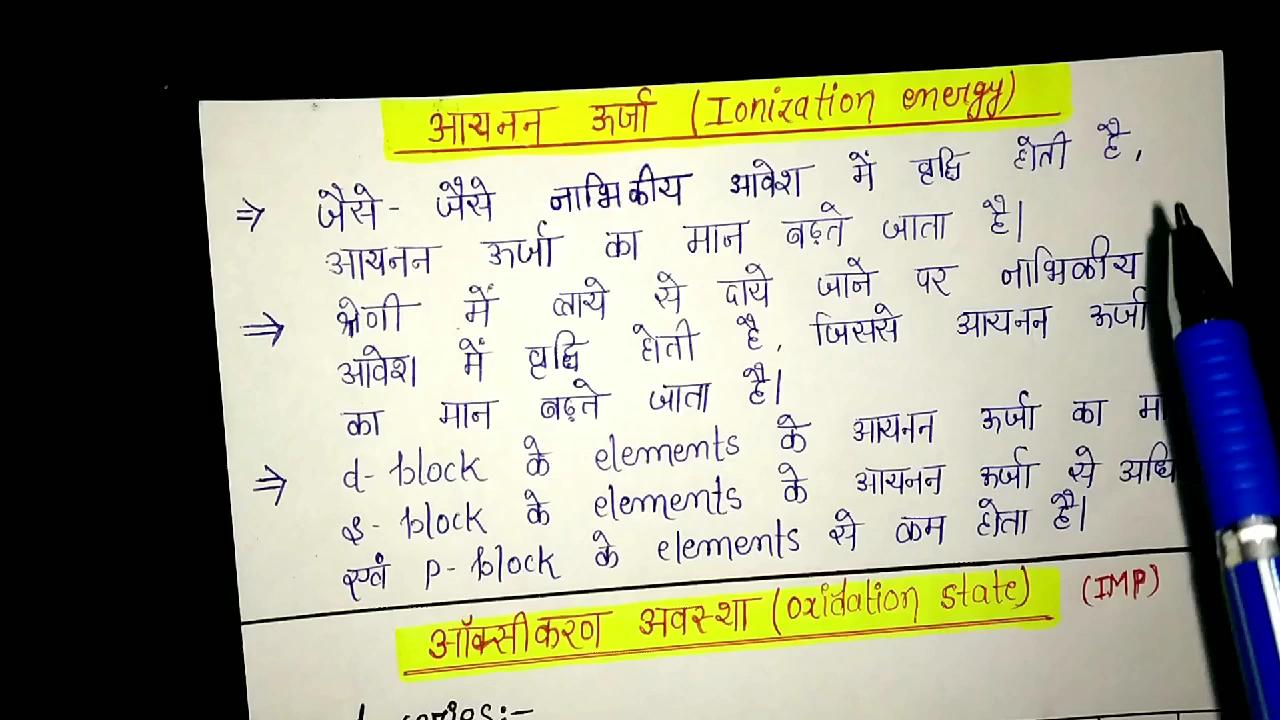 आयनन ऊर्जा (Ionization energy)
⇒ जैसे - जैसे नाभिकीय आवेश में वृद्धि होती है,
आयनन ऊर्जा का मान बढ़ते जाता है।
⇒ श्रेणी में बाये से दाये जाने पर नाभिकीय
आवेश में वृद्धि होती है, जिससे आयनन ऊर्जा
का मान बढ़ते जाता है।
⇒ d-block के elements के आयनन ऊर्जा का
s-block के elements के आयनन ऊर्जा से
एवं p-block के elements से कम होता है।
ऑक्सीकरण अवस्था (oxidation state) (IMP)
series:-